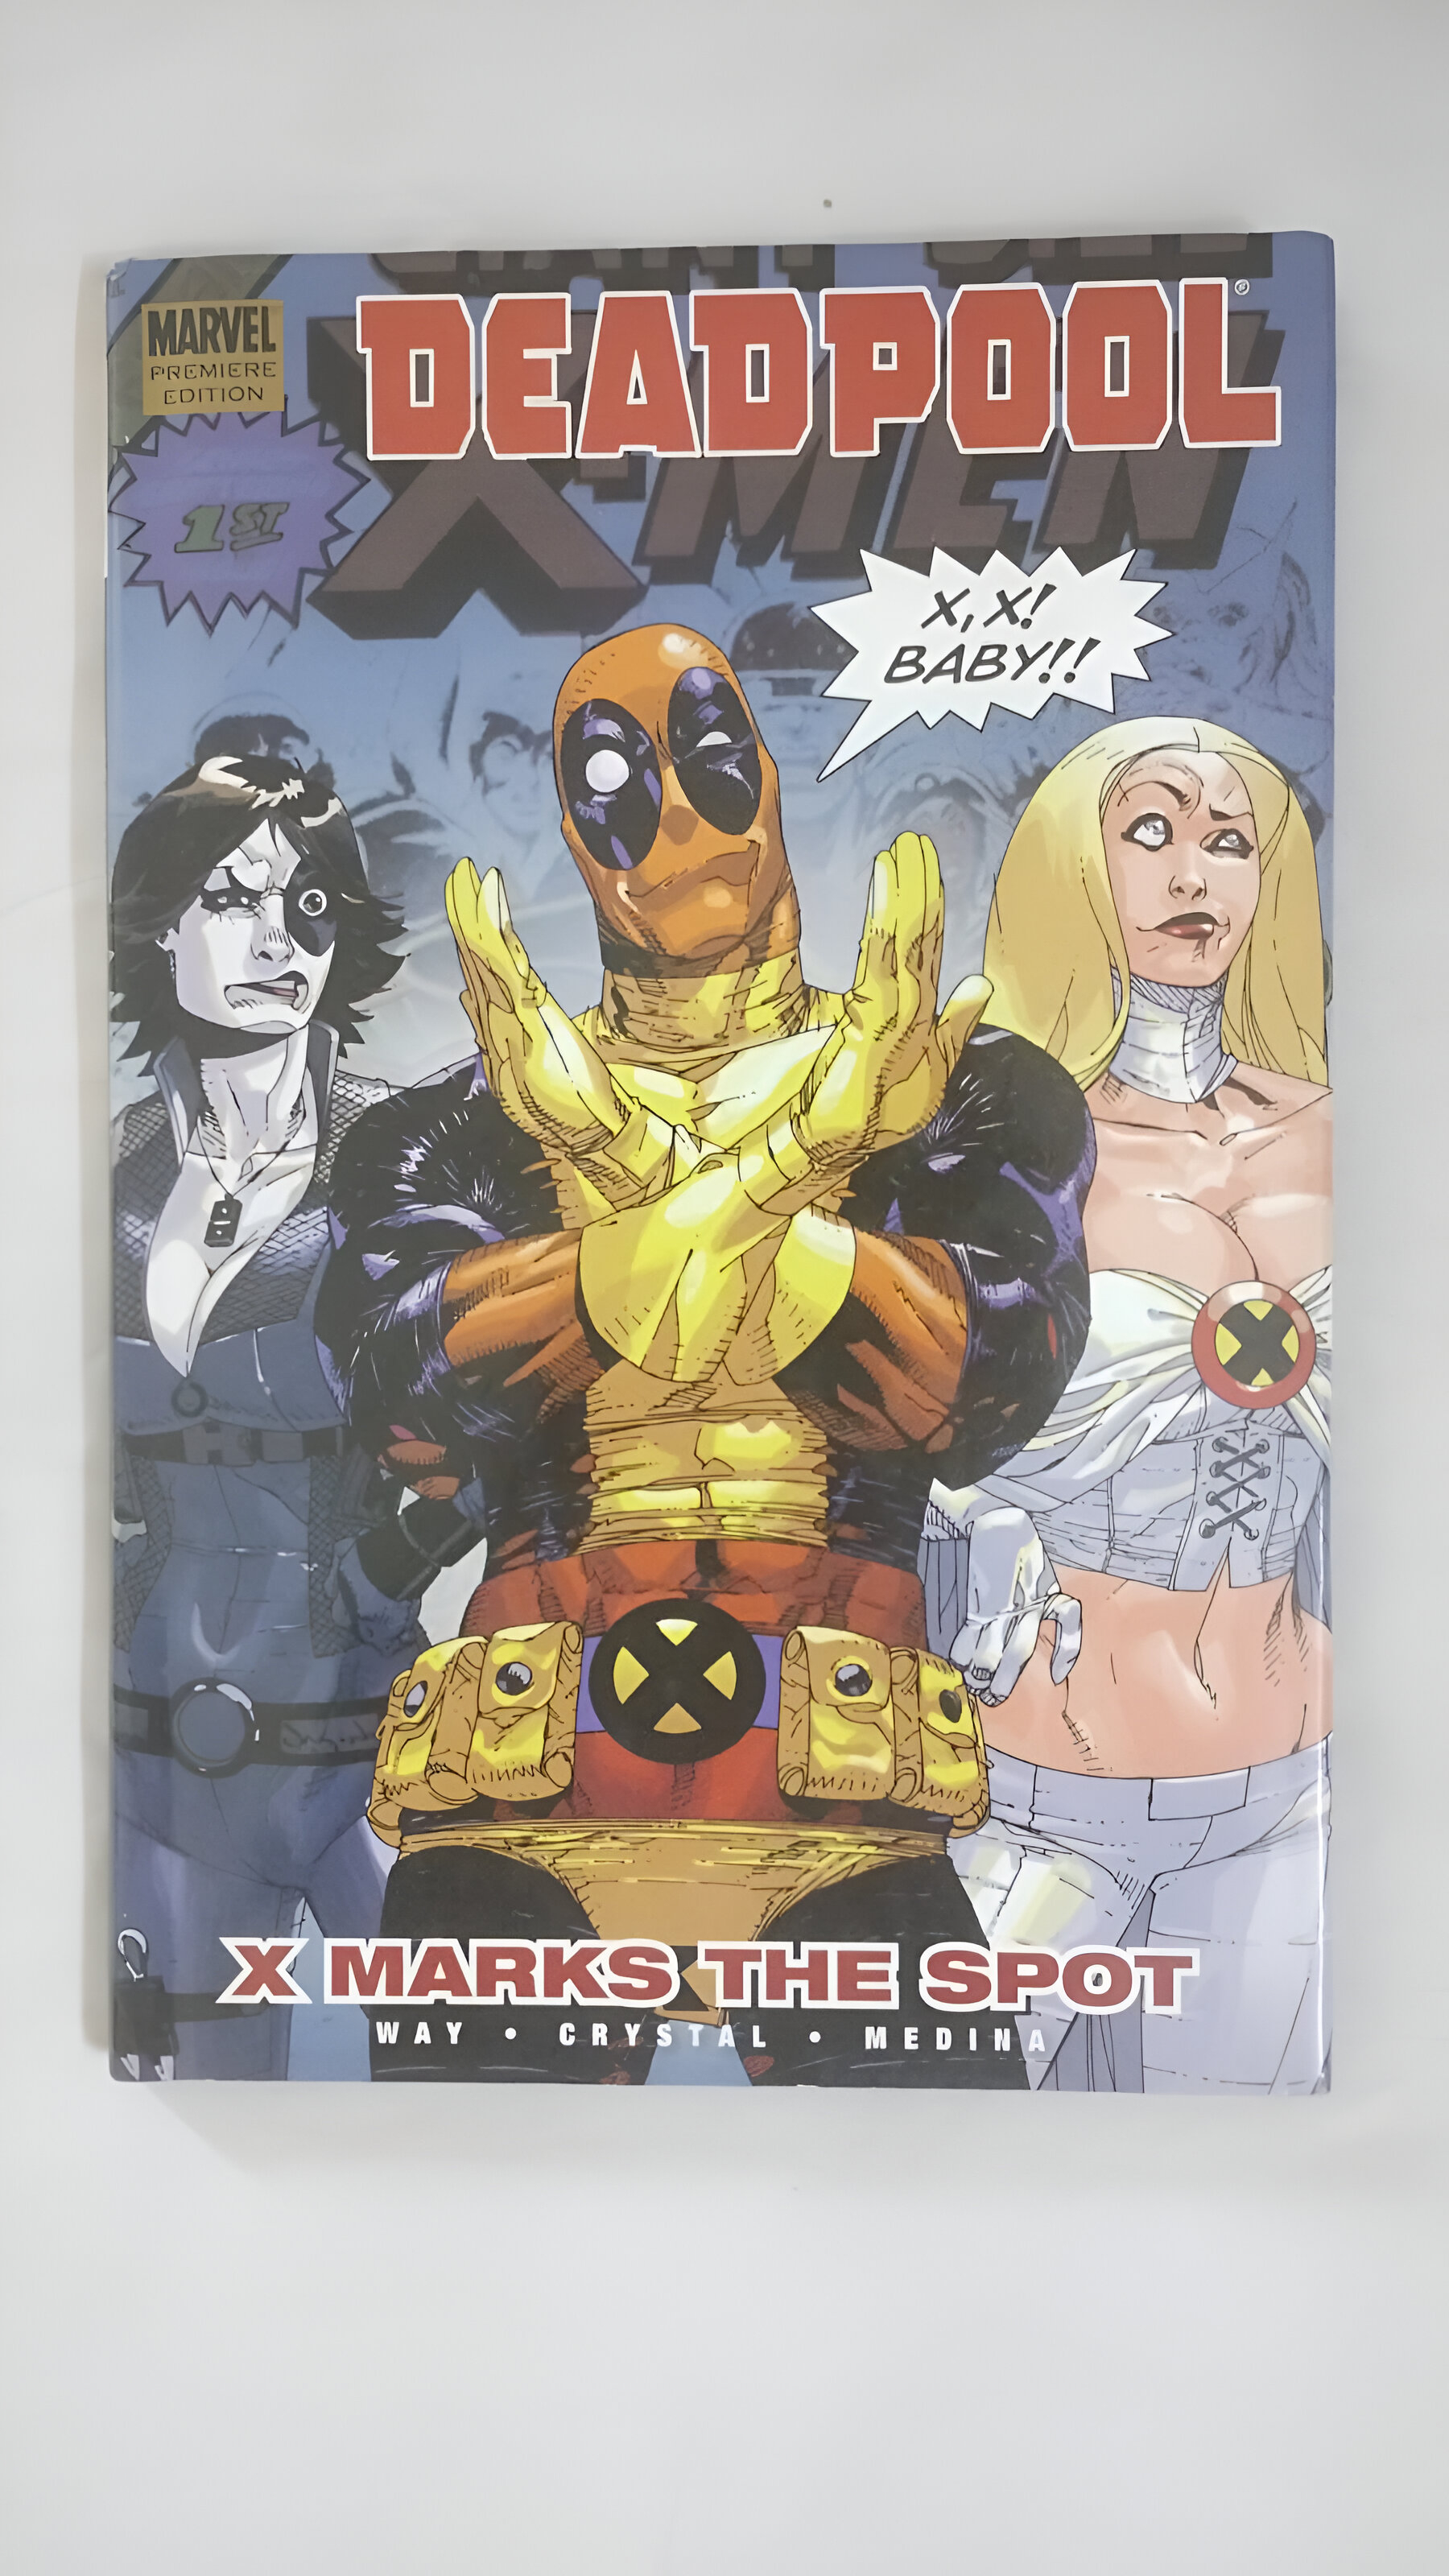 MARVEL
PREMIERE
EDITION
DEADPOOL®
X-MEN
1ST
X, X!
BABY!!
X MARKS THE SPOT
WAY • CRYSTAL • MEDINA